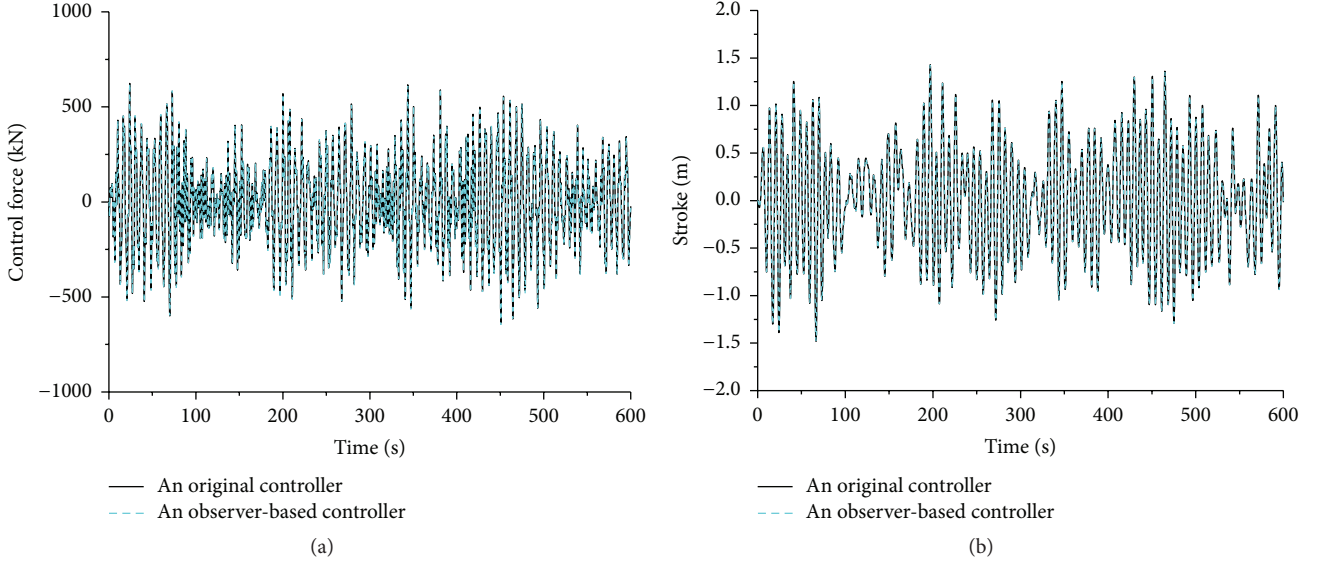 1000
500
0
−500
−1000
Control force (kN)
0 100 200 300 400 500 600
Time (s)
An original controller
An observer-based controller
(a)
2.0
1.5
1.0
0.5
0.0
−0.5
−1.0
−1.5
−2.0
Stroke (m)
0 100 200 300 400 500 600
Time (s)
An original controller
An observer-based controller
(b)